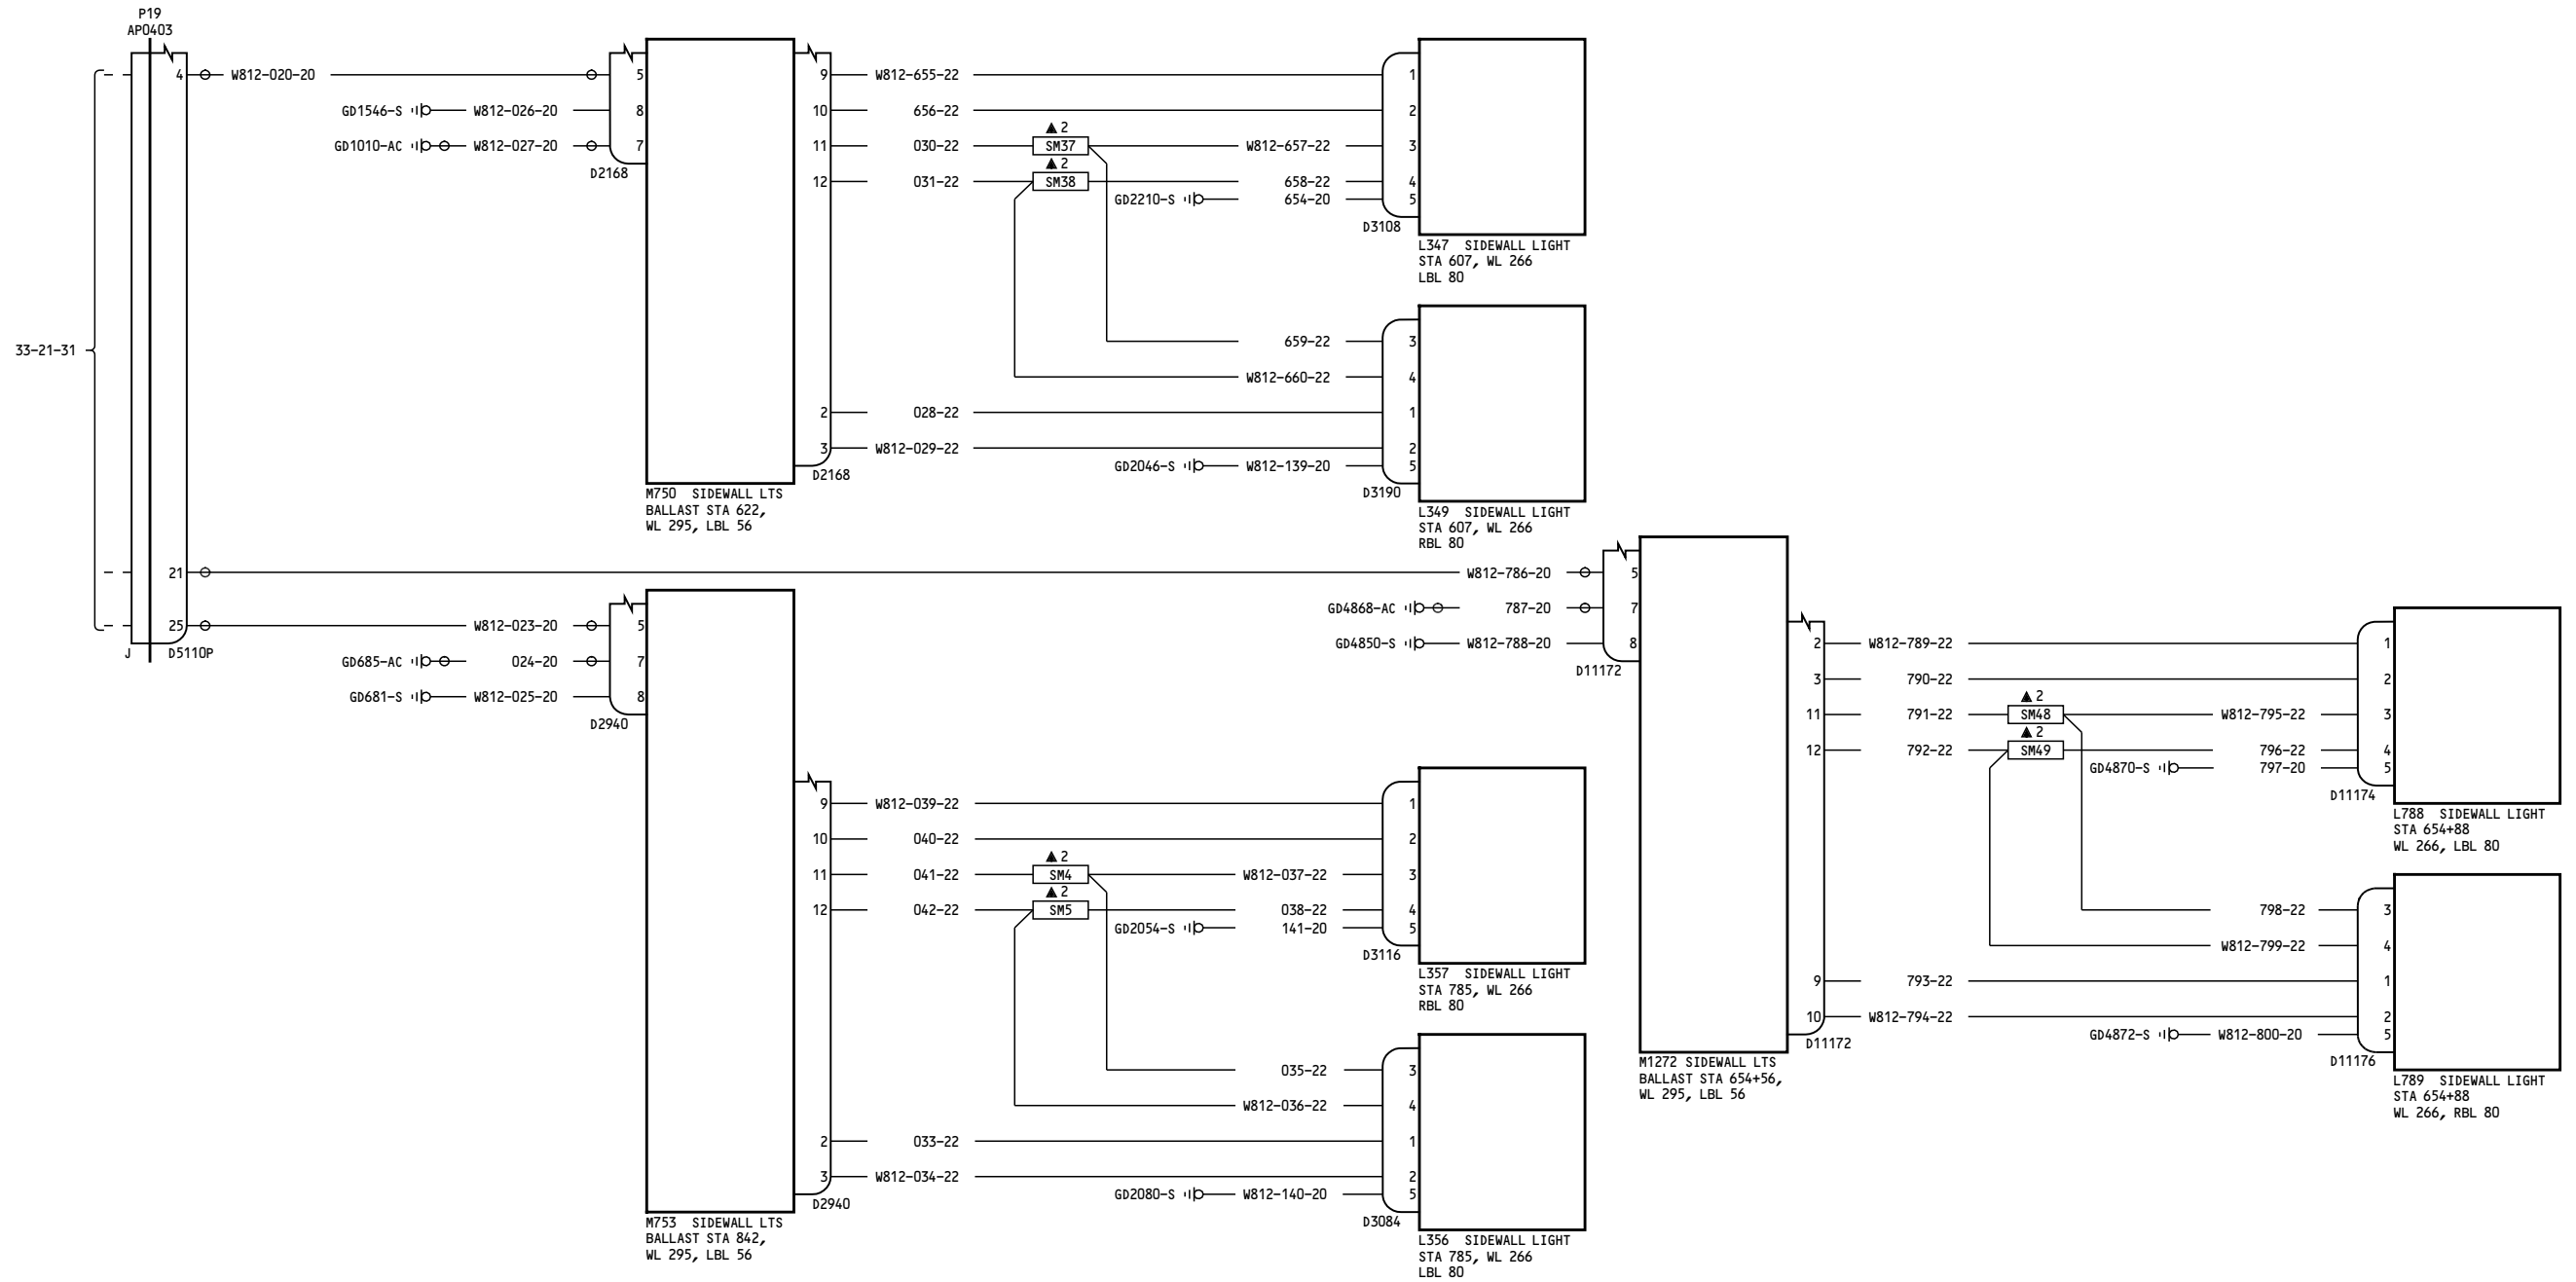 P19
AP0403
33-21-31
4 W812-020-20 5
GD1546-S W812-026-20 8
GD1010-AC W812-027-20 7
D2168
21
25
J D5110P
M750 SIDEWALL LTS
BALLAST STA 622,
WL 295, LBL 56
9 W812-655-22 1
10 656-22 2
▲ 2
11 030-22 SM37 W812-657-22 3
▲ 2
12 031-22 SM38 658-22 4
GD2210-S 654-20 5
D3108
L347 SIDEWALL LIGHT
STA 607, WL 266
LBL 80
659-22 3
W812-660-22 4
2 028-22 1
3 W812-029-22 2
GD2046-S W812-139-20 5
D2168
D3190
L349 SIDEWALL LIGHT
STA 607, WL 266
RBL 80
W812-023-20 5
GD685-AC 024-20 7
GD681-S W812-025-20 8
D2940
M753 SIDEWALL LTS
BALLAST STA 842,
WL 295, LBL 56
9 W812-039-22 1
10 040-22 2
▲ 2
11 041-22 SM4 W812-037-22 3
▲ 2
12 042-22 SM5 038-22 4
GD2054-S 141-20 5
D3116
L357 SIDEWALL LIGHT
STA 785, WL 266
RBL 80
035-22 3
W812-036-22 4
2 033-22 1
3 W812-034-22 2
GD2080-S W812-140-20 5
D2940
D3084
L356 SIDEWALL LIGHT
STA 785, WL 266
LBL 80
W812-786-20 5
GD4868-AC 787-20 7
GD4850-S W812-788-20 8
D11172
M1272 SIDEWALL LTS
BALLAST STA 654+56,
WL 295, LBL 56
2 W812-789-22 1
3 790-22 2
▲ 2
11 791-22 SM48 W812-795-22 3
▲ 2
12 792-22 SM49 796-22 4
GD4870-S 797-20 5
D11174
L788 SIDEWALL LIGHT
STA 654+88
WL 266, LBL 80
798-22 3
W812-799-22 4
9 793-22 1
10 W812-794-22 2
GD4872-S W812-800-20 5
D11172
D11176
L789 SIDEWALL LIGHT
STA 654+88
WL 266, RBL 80